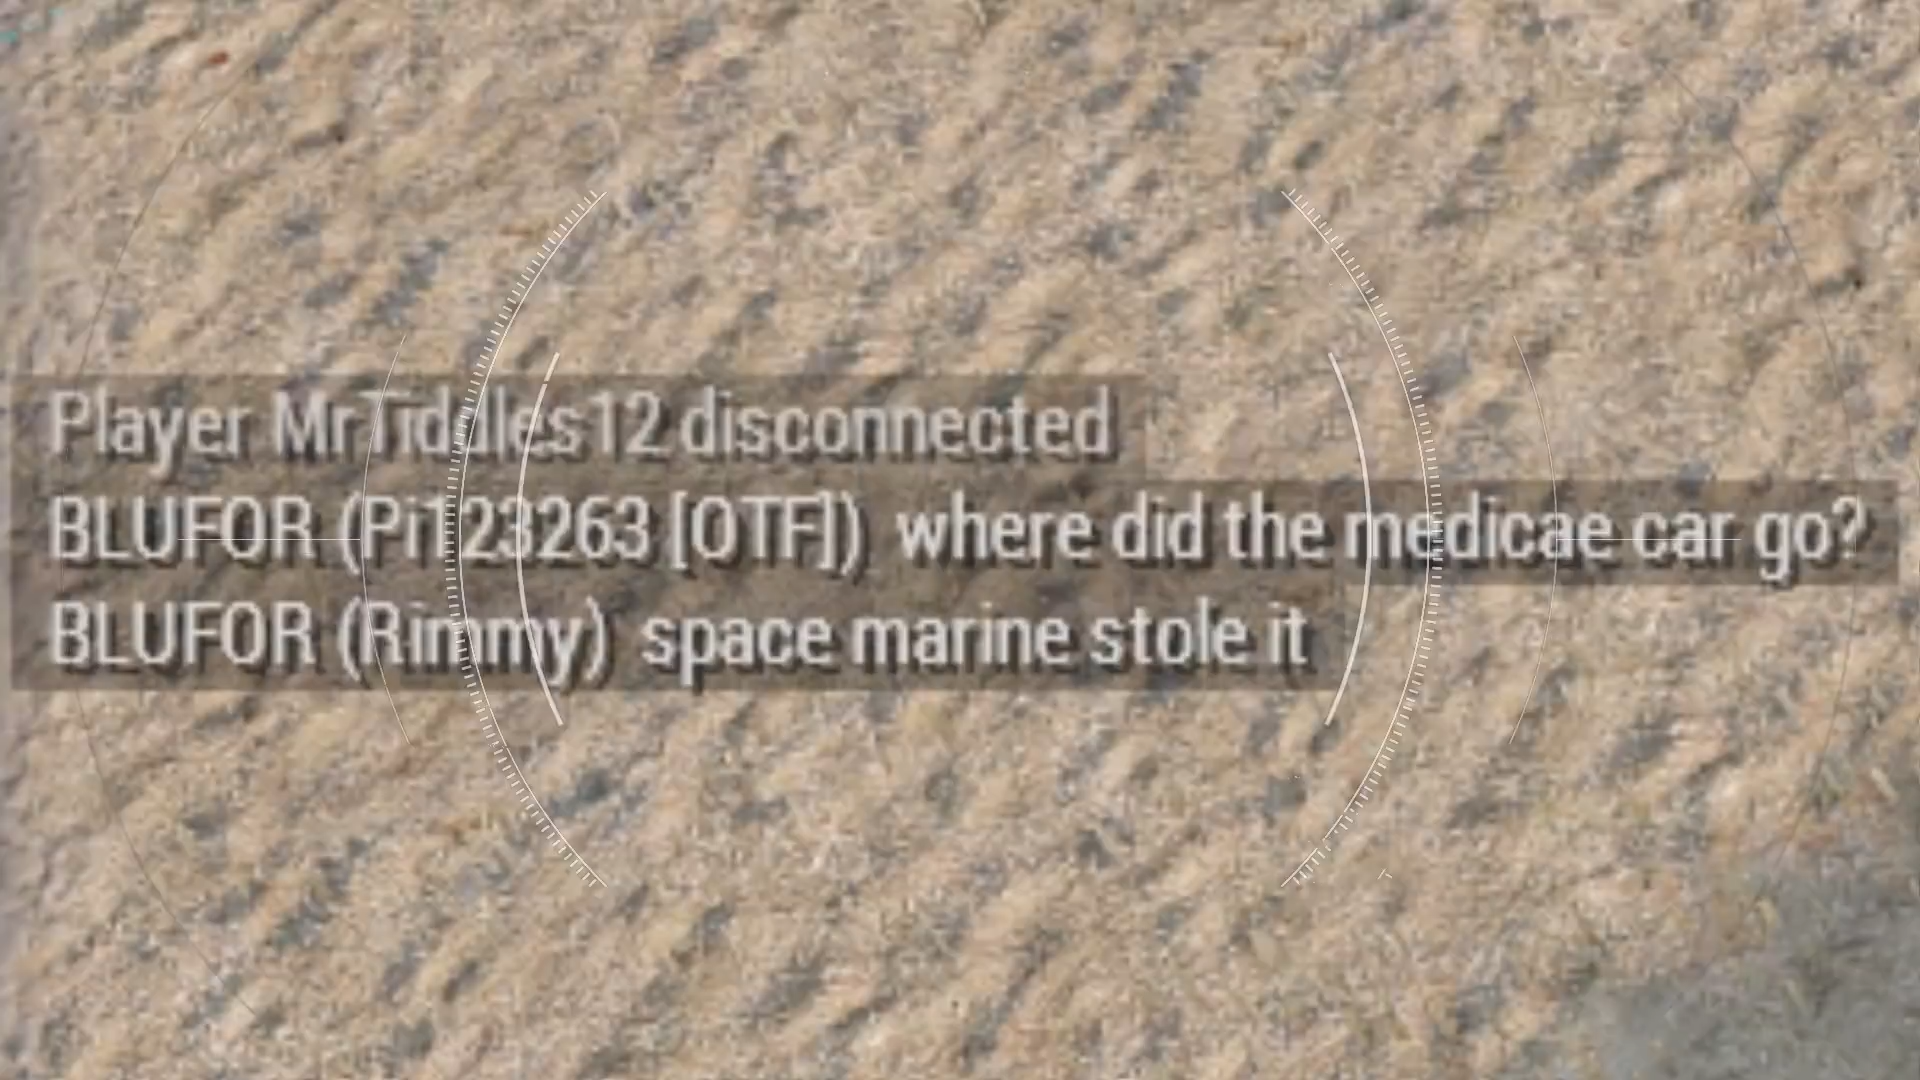 Player MrTiddles12 disconnected
BLUFOR (Pi123263 [OTF]) where did the medicae car go?
BLUFOR (Rimmy) space marine stole it